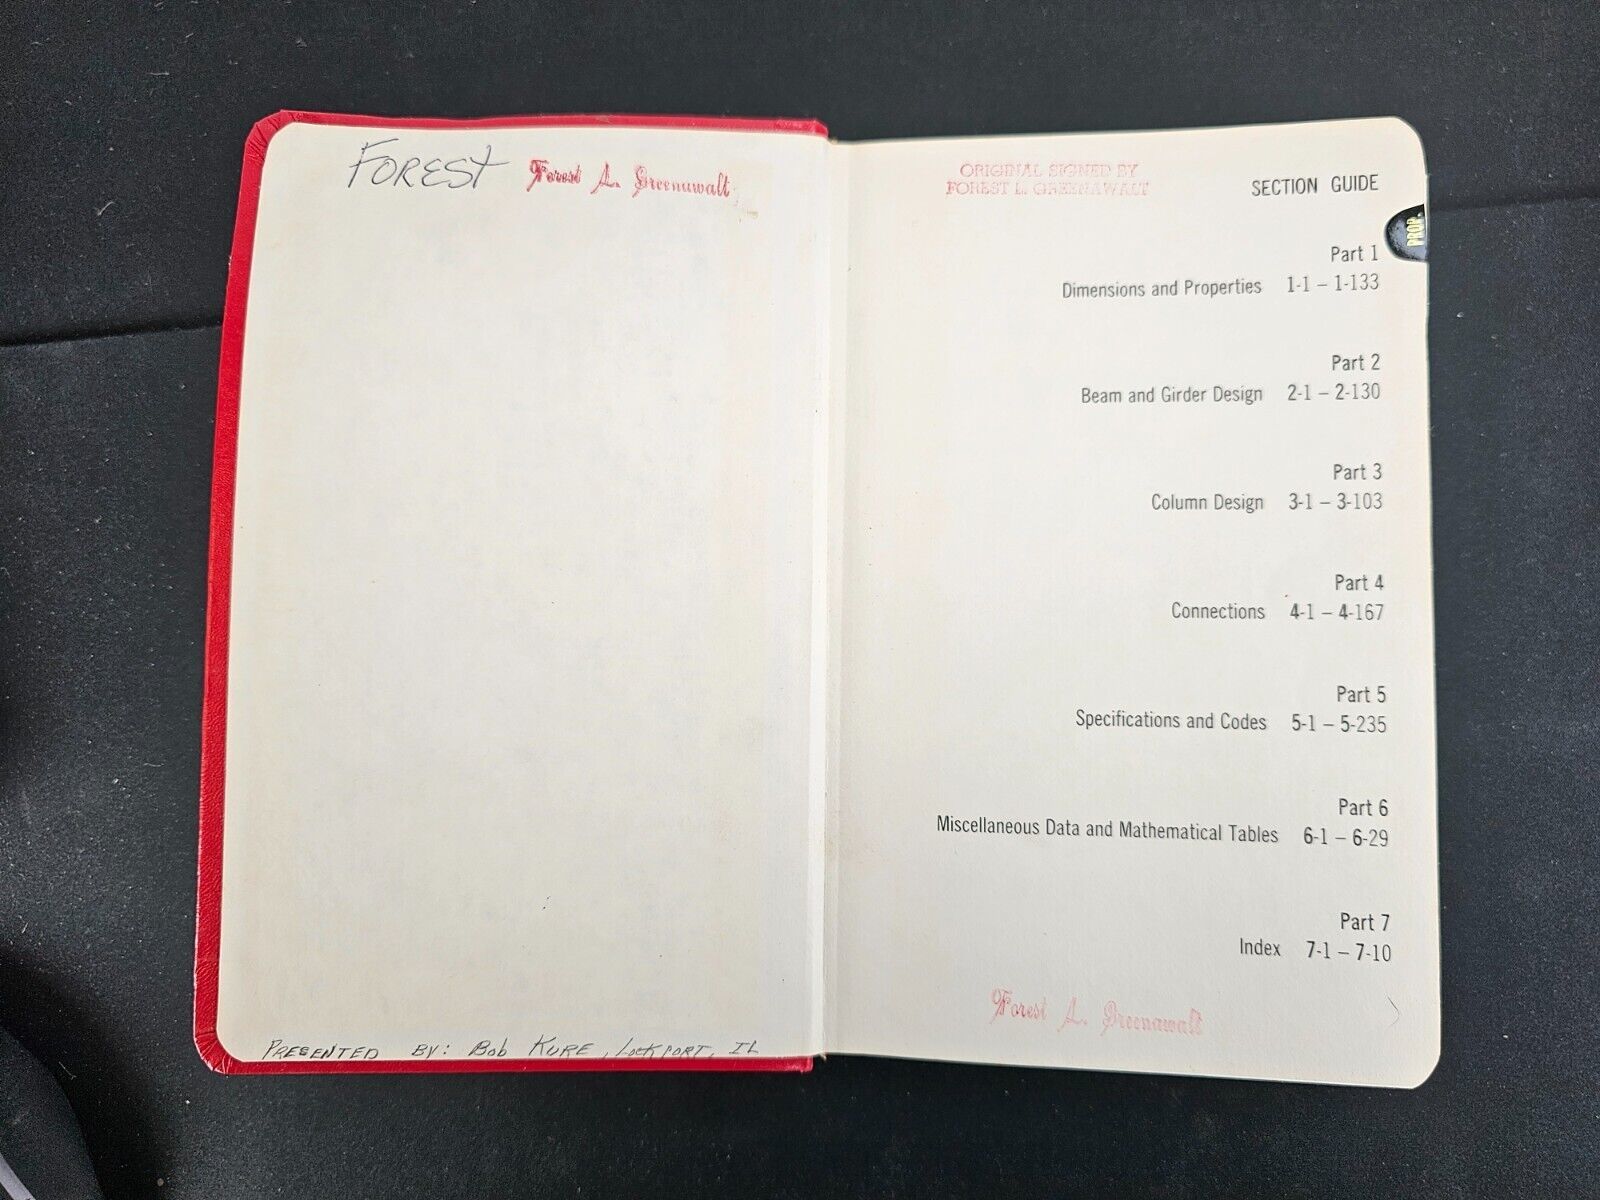 FOREST Forest L. Greenawalt
PRESENTED BY: Bob KURE, Lockport, IL
ORIGINAL SIGNED BY
FOREST L. GREENAWALT
SECTION GUIDE
PROP.
Part 1
Dimensions and Properties 1-1 – 1-133
Part 2
Beam and Girder Design 2-1 – 2-130
Part 3
Column Design 3-1 – 3-103
Part 4
Connections 4-1 – 4-167
Part 5
Specifications and Codes 5-1 – 5-235
Part 6
Miscellaneous Data and Mathematical Tables 6-1 – 6-29
Part 7
Index 7-1 – 7-10
Forest L. Greenawalt